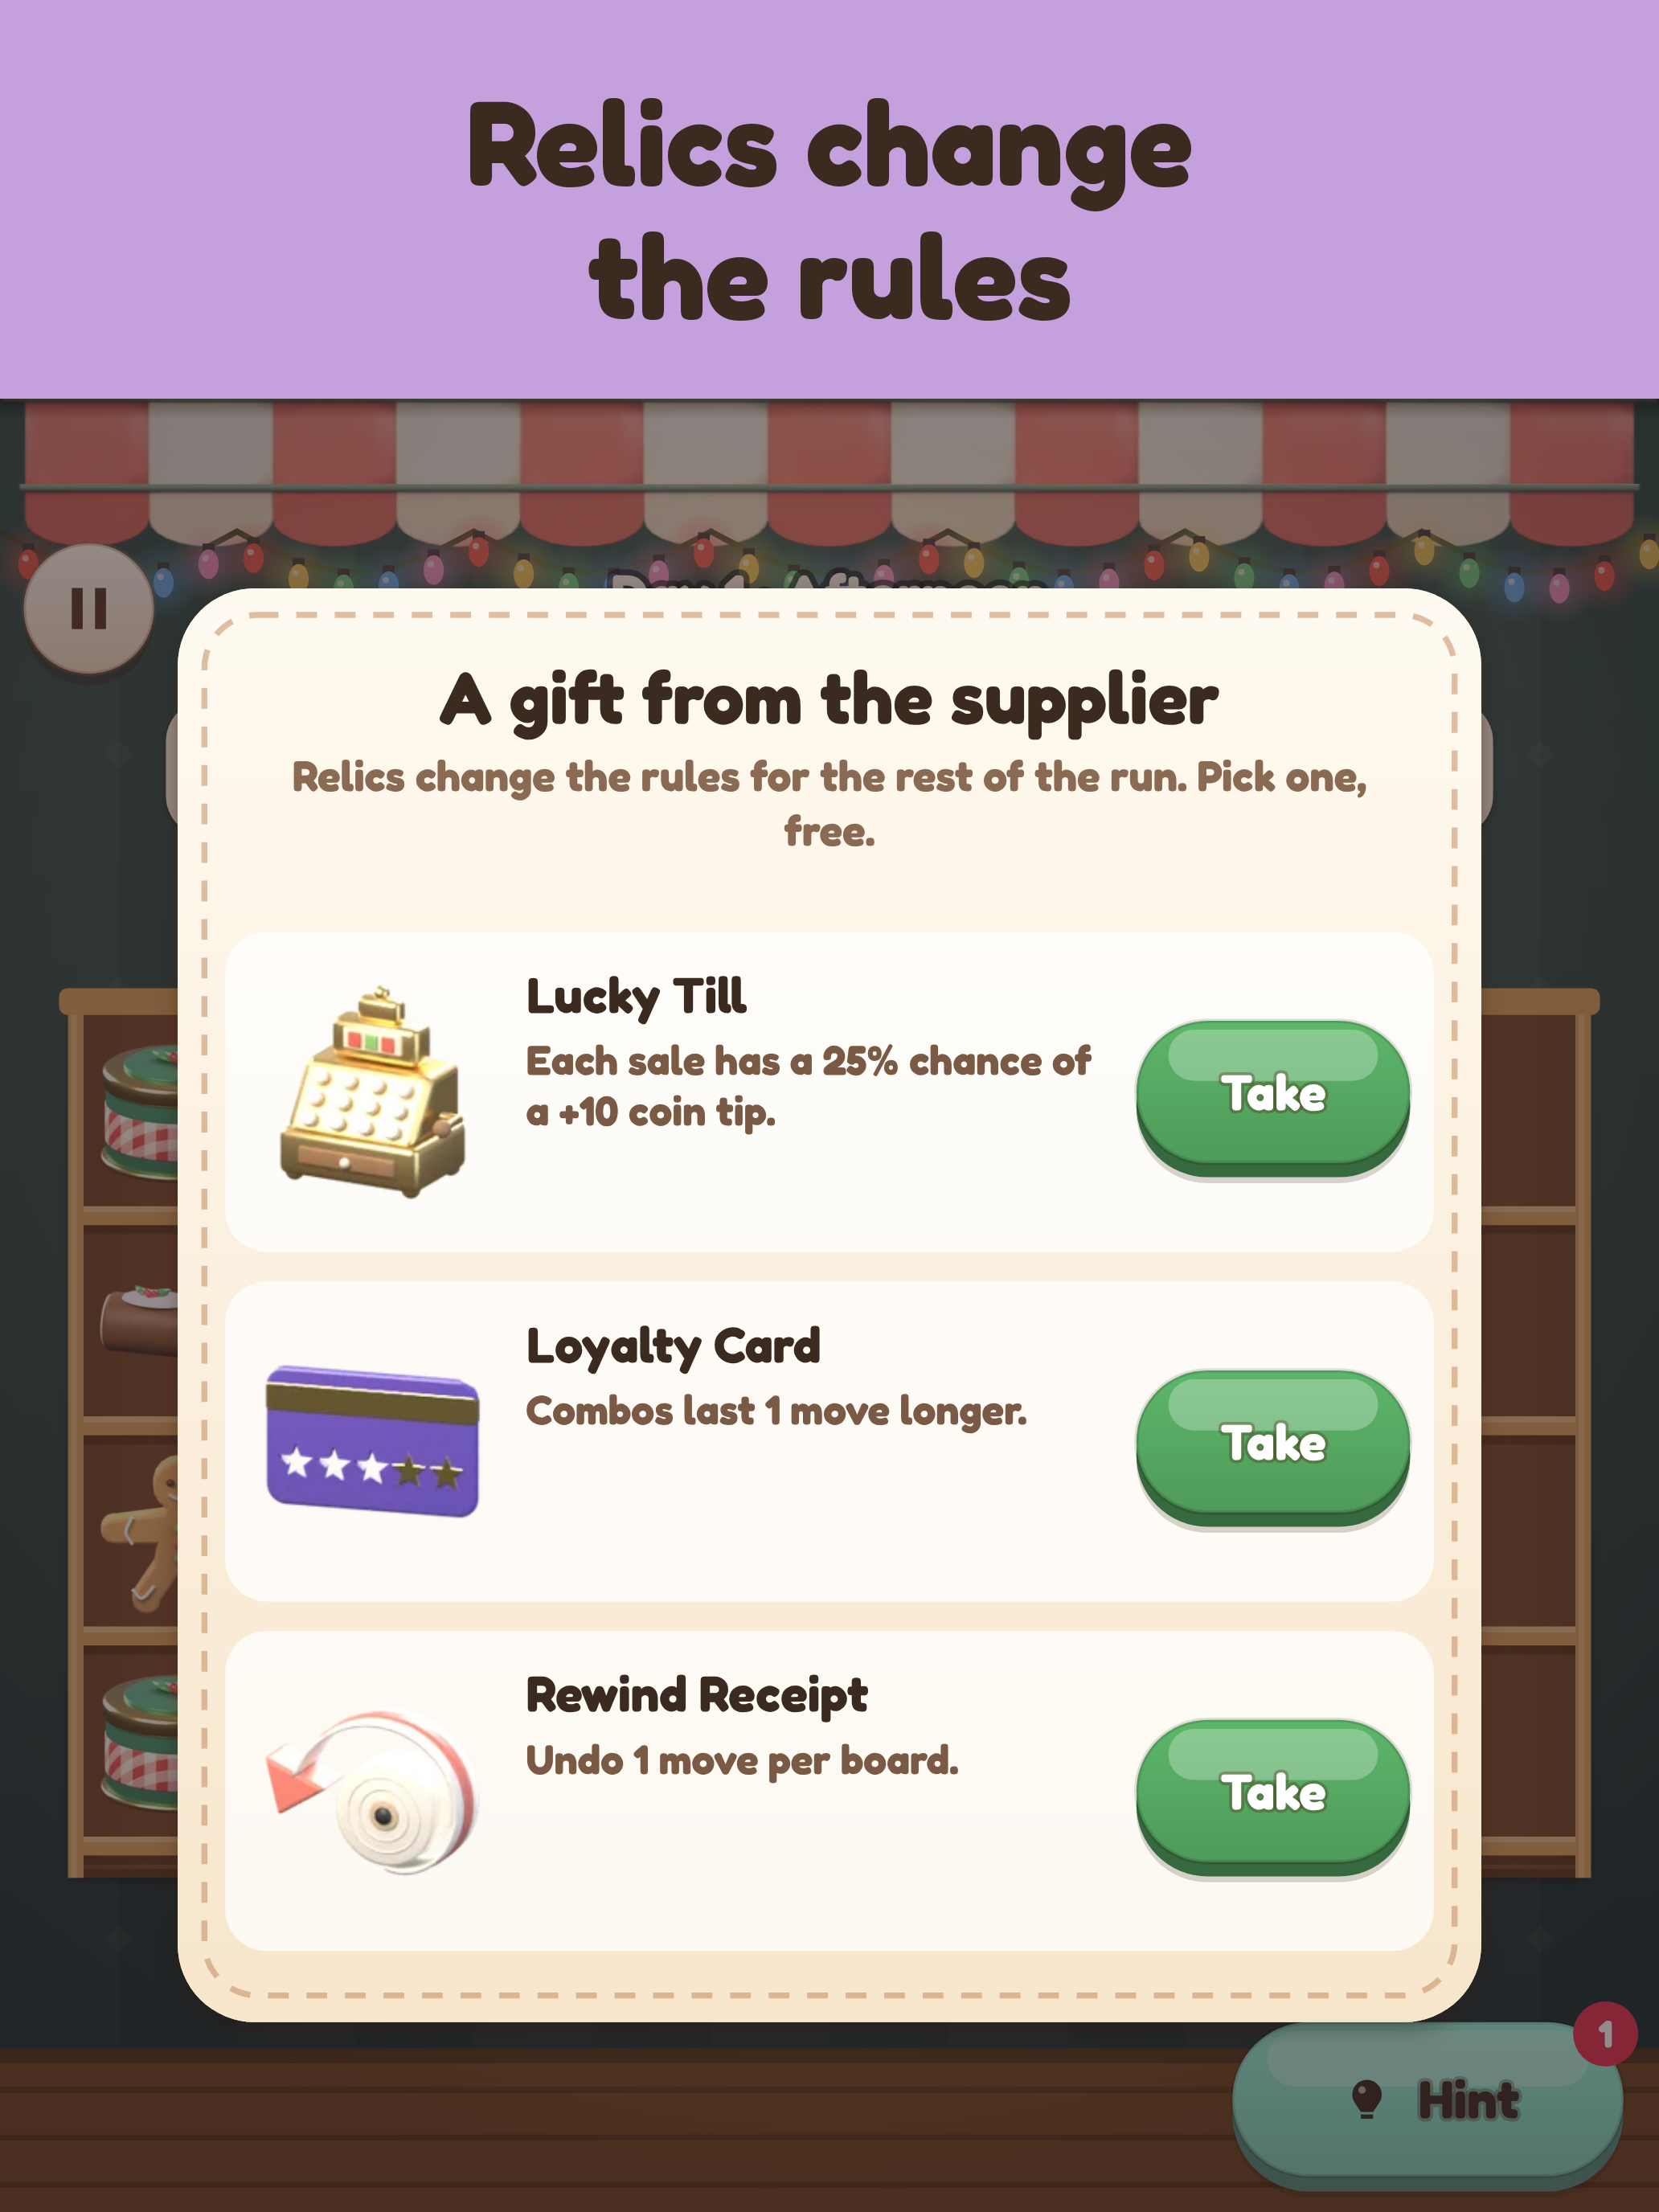 Relics change
the rules
A gift from the supplier
Relics change the rules for the rest of the run. Pick one,
free.
Lucky Till
Each sale has a 25% chance of
a +10 coin tip.
Take
Loyalty Card
Combos last 1 move longer.
Take
Rewind Receipt
Undo 1 move per board.
Take
1
Hint